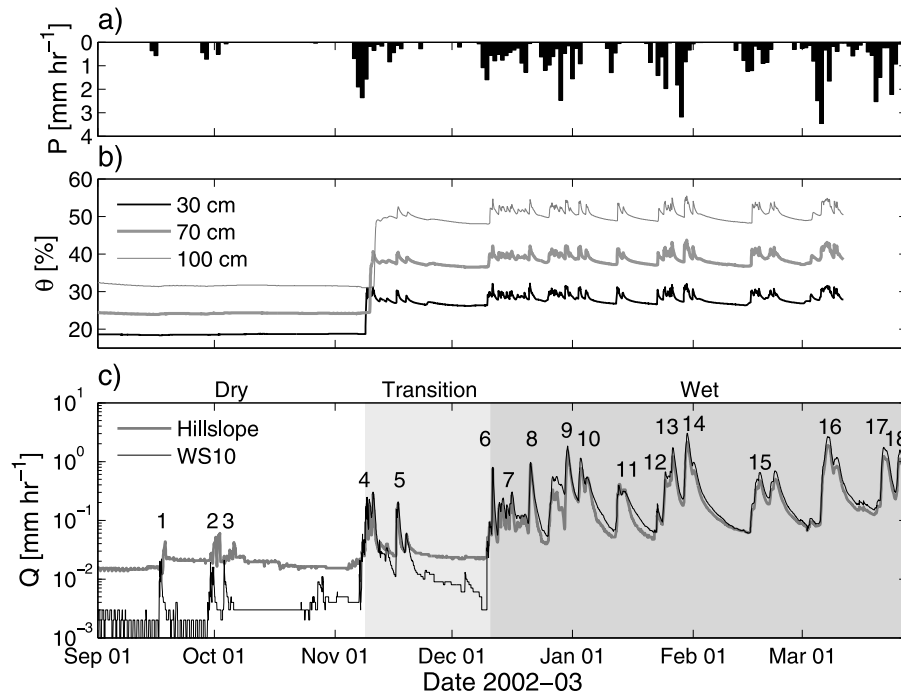 a)
P [mm hr⁻¹]
0
1
2
3
4
b)
θ [%]
60
50
40
30
20
30 cm
70 cm
100 cm
c)
Dry Transition Wet
Q [mm hr⁻¹]
10¹
10⁰
10⁻¹
10⁻²
10⁻³
Hillslope
WS10
1 2 3 4 5 6 7 8 9 10 11 12 13 14 15 16 17 18
Sep 01 Oct 01 Nov 01 Dec 01 Jan 01 Feb 01 Mar 01
Date 2002−03